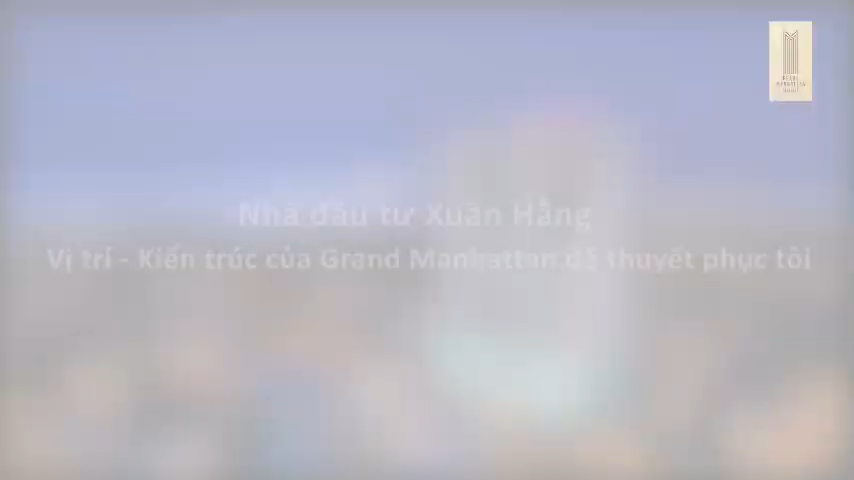 Nhà đầu tư Xuân Hằng
Vị trí - Kiến trúc của Grand Manhattan đã thuyết phục tôi